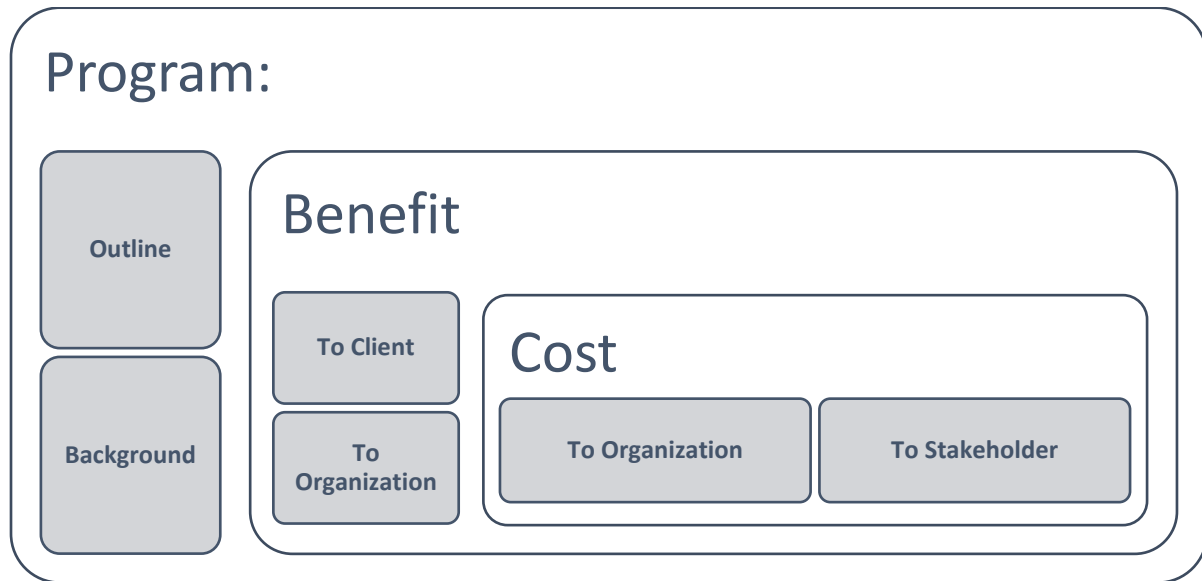 Program:
Outline
Background
Benefit
To Client
To
Organization
Cost
To Organization
To Stakeholder